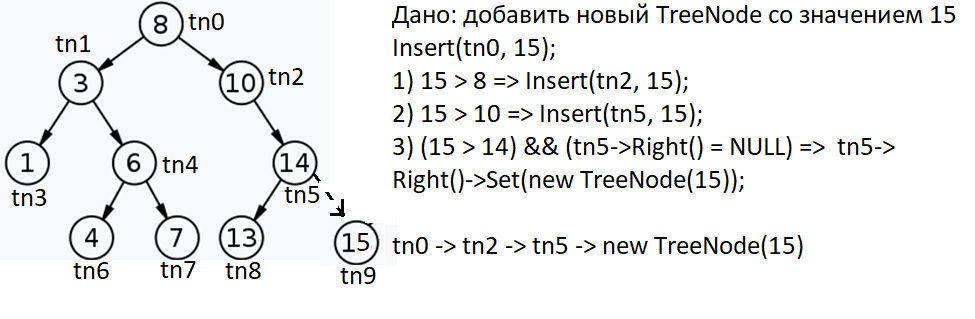 8 tn0
tn1
3
10 tn2
1
6 tn4
14
tn3
tn5
4
7
13
15
tn6
tn7
tn8
tn9
Дано: добавить новый TreeNode со значением 15
Insert(tn0, 15);
1) 15 > 8 => Insert(tn2, 15);
2) 15 > 10 => Insert(tn5, 15);
3) (15 > 14) && (tn5->Right() = NULL) => tn5->
Right()->Set(new TreeNode(15));
tn0 -> tn2 -> tn5 -> new TreeNode(15)